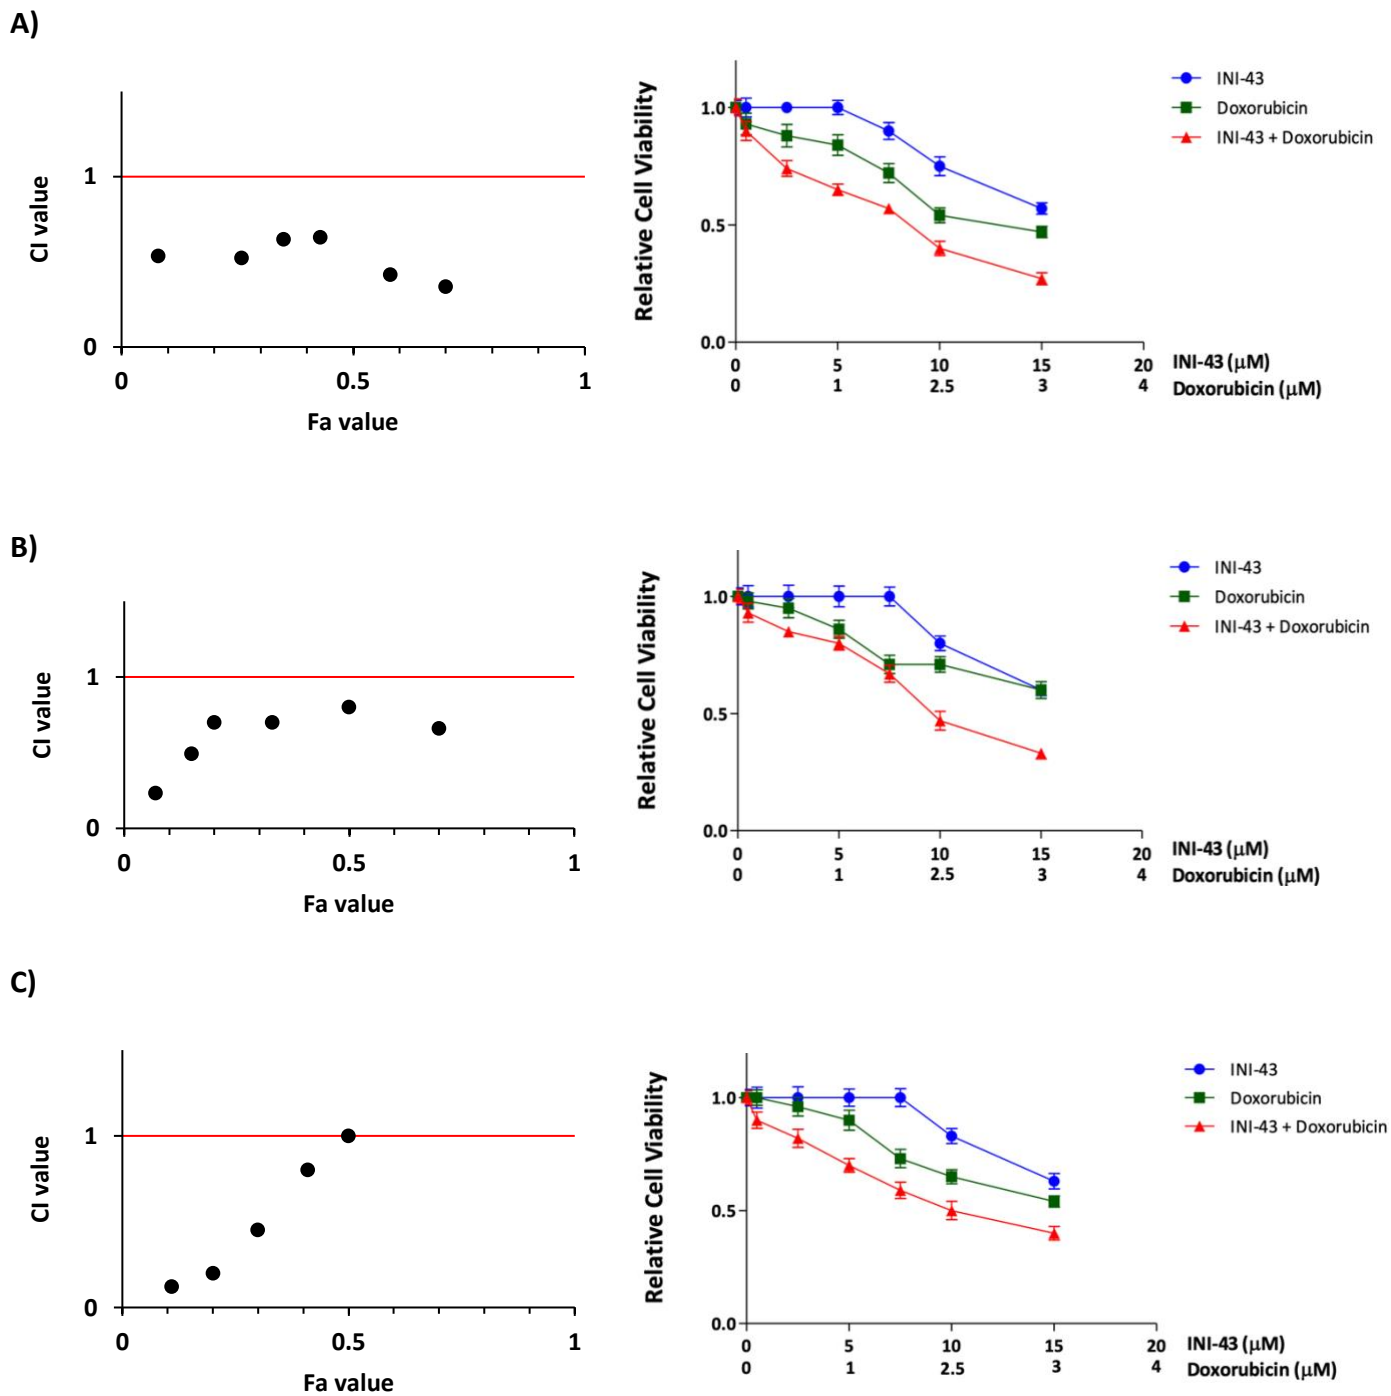 A)
CI value
1
0
0 0.5 1
Fa value
Relative Cell Viability
1.0
0.5
0.0
0 5 10 15 20 INI-43 (μM)
0 1 2.5 3 4 Doxorubicin (μM)
INI-43
Doxorubicin
INI-43 + Doxorubicin
B)
CI value
1
0
0 0.5 1
Fa value
Relative Cell Viability
1.0
0.5
0.0
0 5 10 15 20 INI-43 (μM)
0 1 2.5 3 4 Doxorubicin (μM)
INI-43
Doxorubicin
INI-43 + Doxorubicin
C)
CI value
1
0
0 0.5 1
Fa value
Relative Cell Viability
1.0
0.5
0.0
0 5 10 15 20 INI-43 (μM)
0 1 2.5 3 4 Doxorubicin (μM)
INI-43
Doxorubicin
INI-43 + Doxorubicin